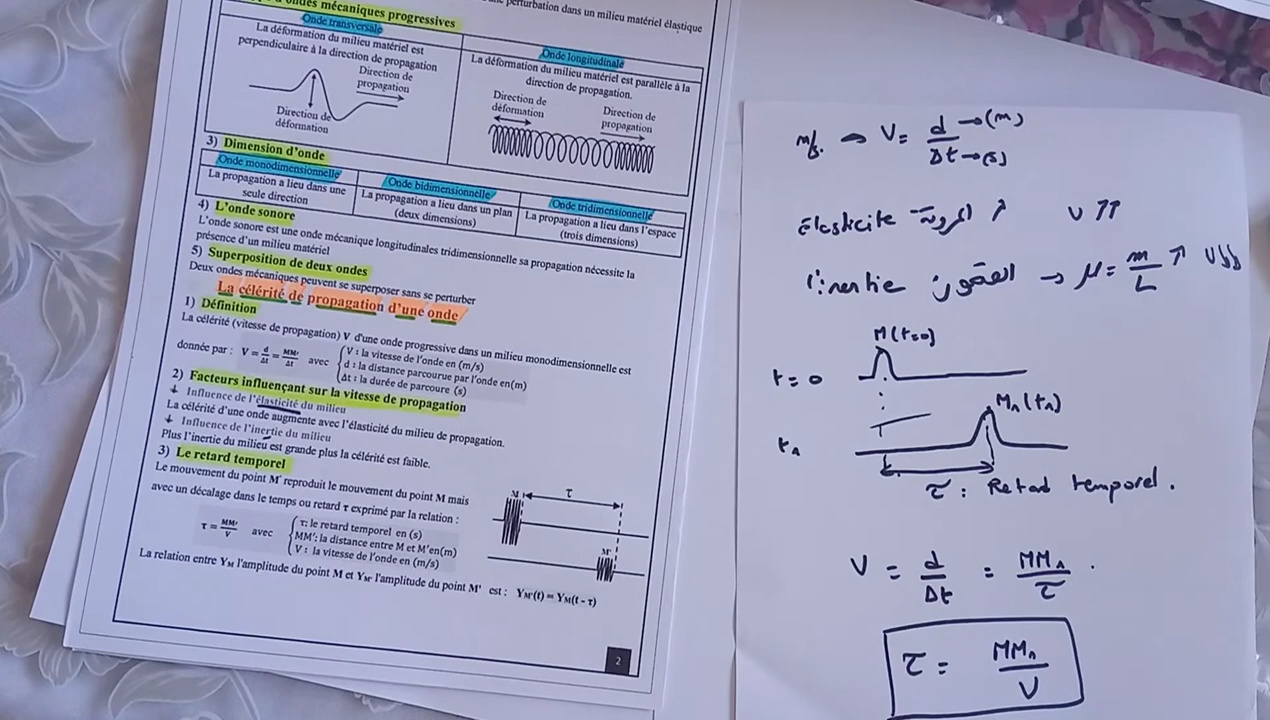 perturbation dans un milieu matériel élastique
d'ondes mécaniques progressives
Onde transversale
La déformation du milieu matériel est
perpendiculaire à la direction de propagation
Direction de
propagation
Direction de
déformation
Onde longitudinale
La déformation du milieu matériel est parallèle à la
direction de propagation.
Direction de
déformation
Direction de
propagation
3) Dimension d'onde
Onde monodimensionnelle
La propagation a lieu dans une
seule direction
Onde bidimensionnelle
La propagation a lieu dans un plan
(deux dimensions)
Onde tridimensionnelle
La propagation a lieu dans l'espace
(trois dimensions)
4) L'onde sonore
L'onde sonore est une onde mécanique longitudinales tridimensionnelle sa propagation nécessite la
présence d'un milieu matériel
5) Superposition de deux ondes
Deux ondes mécaniques peuvent se superposer sans se perturber
La célérité de propagation d'une onde
1) Définition
La célérité (vitesse de propagation) V d'une onde progressive dans un milieu monodimensionnelle est
donnée par : V = d/Δt = MM'/Δt avec
V : la vitesse de l'onde en (m/s)
d : la distance parcourue par l'onde en(m)
Δt : la durée de parcoure (s)
2) Facteurs influençant sur la vitesse de propagation
Influence de l'élasticité du milieu
La célérité d'une onde augmente avec l'élasticité du milieu de propagation.
Influence de l'inertie du milieu
Plus l'inertie du milieu est grande plus la célérité est faible.
3) Le retard temporel
Le mouvement du point M' reproduit le mouvement du point M mais
avec un décalage dans le temps ou retard τ exprimé par la relation :
τ = MM'/V avec
τ: le retard temporel en (s)
MM': la distance entre M et M'en(m)
V : la vitesse de l'onde en (m/s)
M τ
M'
La relation entre YM l'amplitude du point M et YM' l'amplitude du point M' est : YM'(t) = YM(t - τ)
2
m/s → V = d/Δt →(m) →(s)
élasticité المرونة ↗ V ↑↑
l'inertie القصور → μ = m/L ↗ V ↓↓
M(t=0)
t = 0
M₁(t₁)
t₁
τ : Retard temporel.
V = d/Δt = MM₁/τ .
τ = MM₁/V